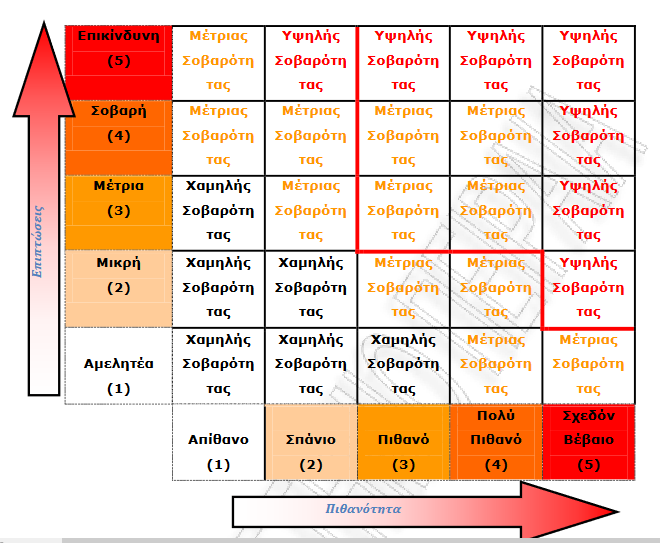 Επικίνδυνη Μέτριας Υψηλής Υψηλής Υψηλής Υψηλής
(5) Σοβαρότη Σοβαρότη Σοβαρότη Σοβαρότη Σοβαρότη
τας τας τας τας τας
Σοβαρή Μέτριας Μέτριας Μέτριας Μέτριας Υψηλής
(4) Σοβαρότη Σοβαρότη Σοβαρότη Σοβαρότη Σοβαρότη
τας τας τας τας τας
Μέτρια Χαμηλής Μέτριας Μέτριας Μέτριας Υψηλής
(3) Σοβαρότη Σοβαρότη Σοβαρότη Σοβαρότη Σοβαρότη
τας τας τας τας τας
Επιπτώσεις
Μικρή Χαμηλής Χαμηλής Μέτριας Μέτριας Υψηλής
(2) Σοβαρότη Σοβαρότη Σοβαρότη Σοβαρότη Σοβαρότη
τας τας τας τας τας
Χαμηλής Χαμηλής Χαμηλής Μέτριας Μέτριας
Αμελητέα Σοβαρότη Σοβαρότη Σοβαρότη Σοβαρότη Σοβαρότη
(1) τας τας τας τας τας
Πολύ Σχεδόν
Απίθανο Σπάνιο Πιθανό Πιθανό Βέβαιο
(1) (2) (3) (4) (5)
Πιθανότητα